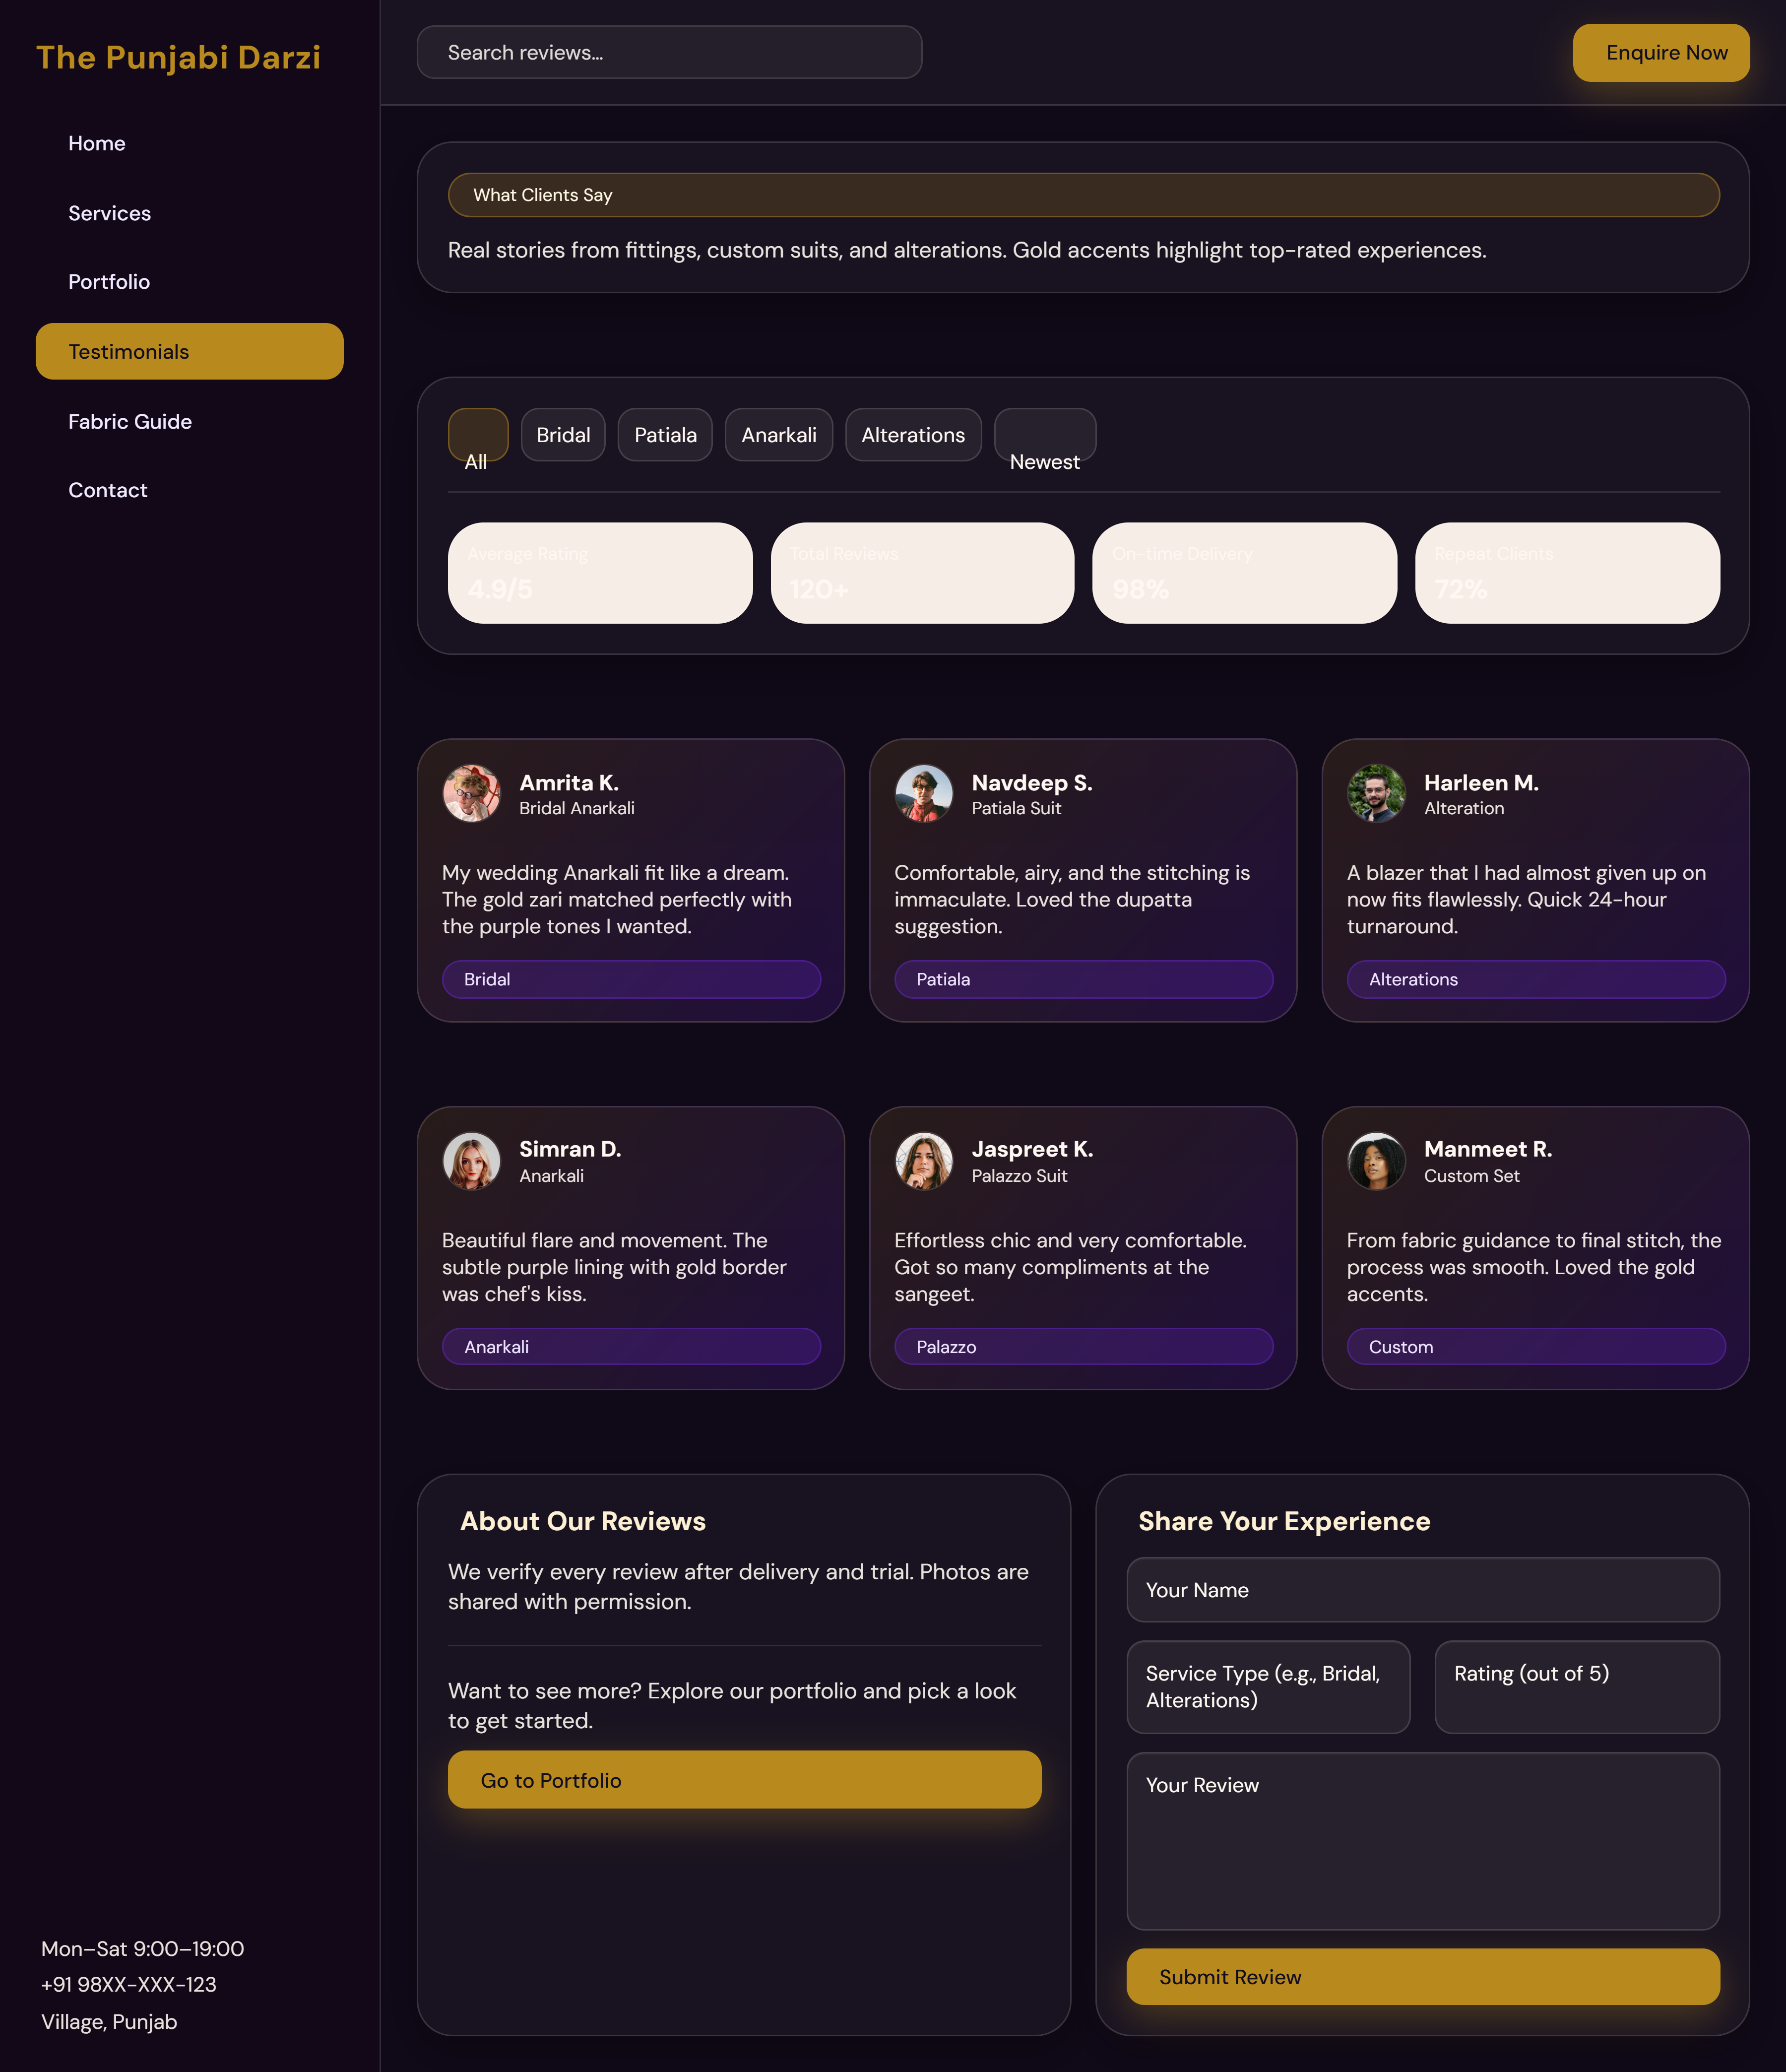 The Punjabi Darzi
Home
Services
Portfolio
Testimonials
Fabric Guide
Contact
Mon–Sat 9:00–19:00
+91 98XX-XXX-123
Village, Punjab
Search reviews...
Enquire Now
What Clients Say
Real stories from fittings, custom suits, and alterations. Gold accents highlight top-rated experiences.
All
Bridal
Patiala
Anarkali
Alterations
Newest
Average Rating
4.9/5
Total Reviews
120+
On-time Delivery
98%
Repeat Clients
72%
Amrita K.
Bridal Anarkali
My wedding Anarkali fit like a dream.
The gold zari matched perfectly with
the purple tones I wanted.
Bridal
Navdeep S.
Patiala Suit
Comfortable, airy, and the stitching is
immaculate. Loved the dupatta
suggestion.
Patiala
Harleen M.
Alteration
A blazer that I had almost given up on
now fits flawlessly. Quick 24-hour
turnaround.
Alterations
Simran D.
Anarkali
Beautiful flare and movement. The
subtle purple lining with gold border
was chef's kiss.
Anarkali
Jaspreet K.
Palazzo Suit
Effortless chic and very comfortable.
Got so many compliments at the
sangeet.
Palazzo
Manmeet R.
Custom Set
From fabric guidance to final stitch, the
process was smooth. Loved the gold
accents.
Custom
About Our Reviews
We verify every review after delivery and trial. Photos are
shared with permission.
Want to see more? Explore our portfolio and pick a look
to get started.
Go to Portfolio
Share Your Experience
Your Name
Service Type (e.g., Bridal,
Alterations)
Rating (out of 5)
Your Review
Submit Review